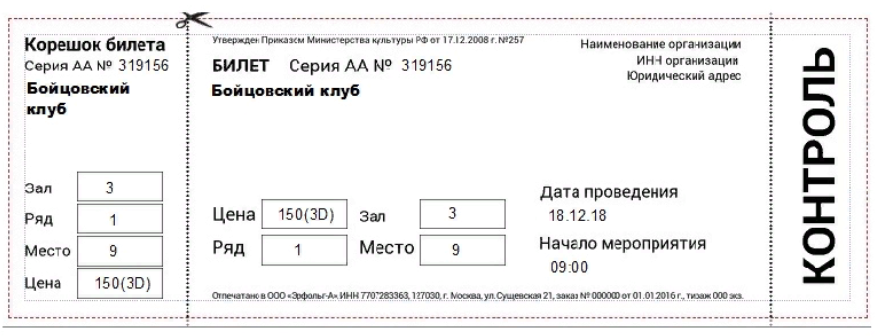 Корешок билета
Серия АА № 319156
Бойцовский
клуб
Зал 3
Ряд 1
Место 9
Цена 150(3D)
Утвержден Приказом Министерства культуры РФ от 17.12.2008 г. №257
БИЛЕТ Серия АА № 319156
Бойцовский клуб
Наименование организации
ИНН организации
Юридический адрес
Цена 150(3D) Зал 3
Ряд 1 Место 9
Дата проведения
18.12.18
Начало мероприятия
09:00
Отпечатано в ООО «Эрфольг-А» ИНН 7707283363, 127030, г. Москва, ул. Сущевская 21, заказ № 000000 от 01.01.2016 г., тираж 000 экз.
КОНТРОЛЬ